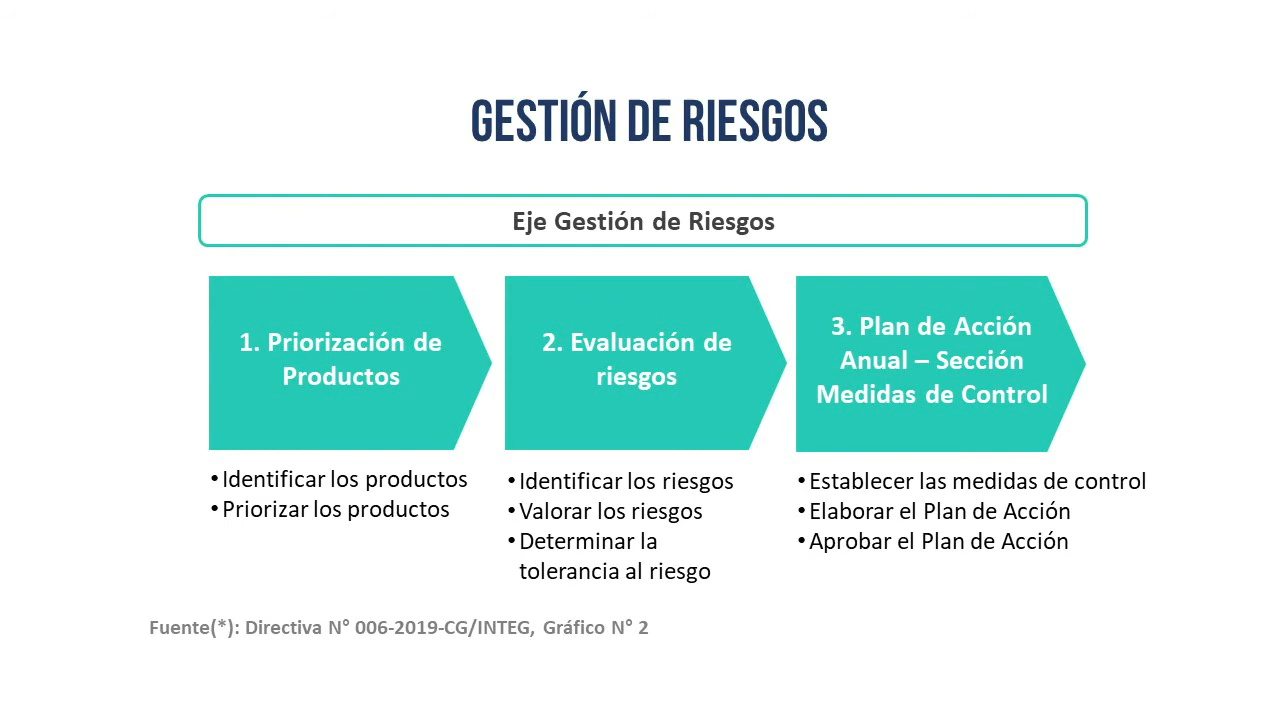 GESTIÓN DE RIESGOS
Eje Gestión de Riesgos
1. Priorización de
Productos
• Identificar los productos
• Priorizar los productos
2. Evaluación de
riesgos
• Identificar los riesgos
• Valorar los riesgos
• Determinar la
tolerancia al riesgo
3. Plan de Acción
Anual – Sección
Medidas de Control
• Establecer las medidas de control
• Elaborar el Plan de Acción
• Aprobar el Plan de Acción
Fuente(*): Directiva N° 006-2019-CG/INTEG, Gráfico N° 2